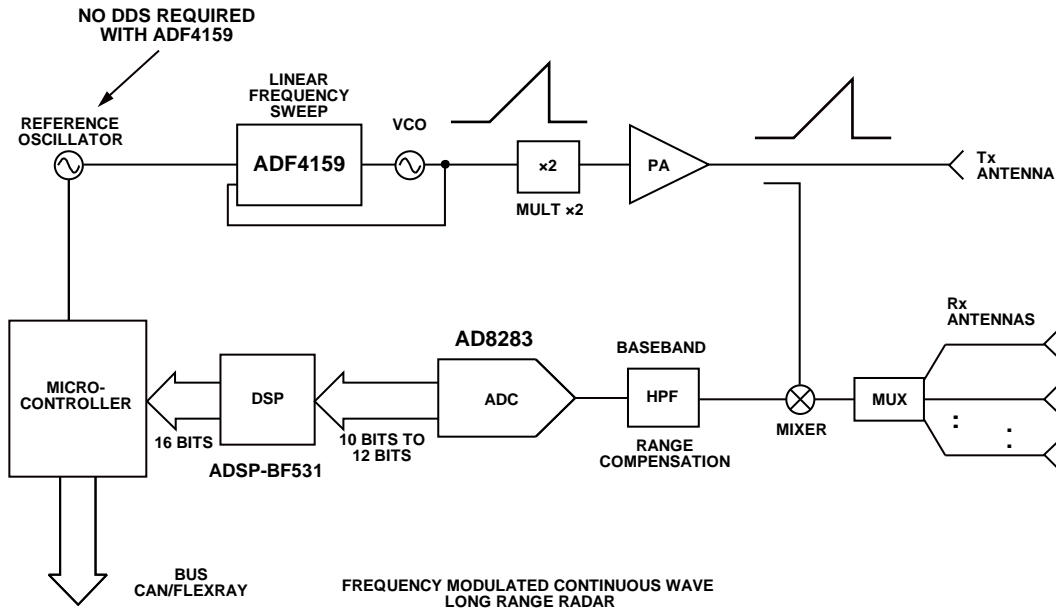 NO DDS REQUIRED
WITH ADF4159
LINEAR
FREQUENCY
SWEEP
REFERENCE
OSCILLATOR
VCO
ADF4159
×2
PA
Tx
ANTENNA
MULT ×2
Rx
ANTENNAS
AD8283
BASEBAND
MICRO-
CONTROLLER
DSP
ADC
HPF
MUX
MIXER
16 BITS
10 BITS TO
12 BITS
RANGE
COMPENSATION
ADSP-BF531
BUS
CAN/FLEXRAY
FREQUENCY MODULATED CONTINUOUS WAVE
LONG RANGE RADAR